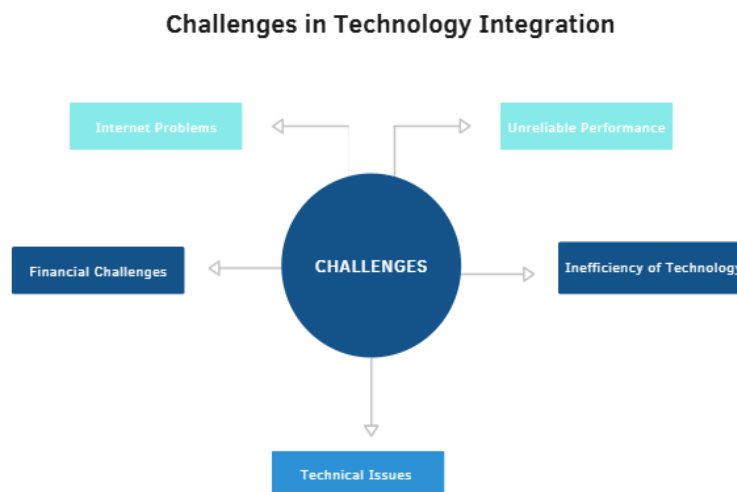 Challenges in Technology Integration
Internet Problems
Unreliable Performance
Financial Challenges
CHALLENGES
Inefficiency of Technology
Technical Issues